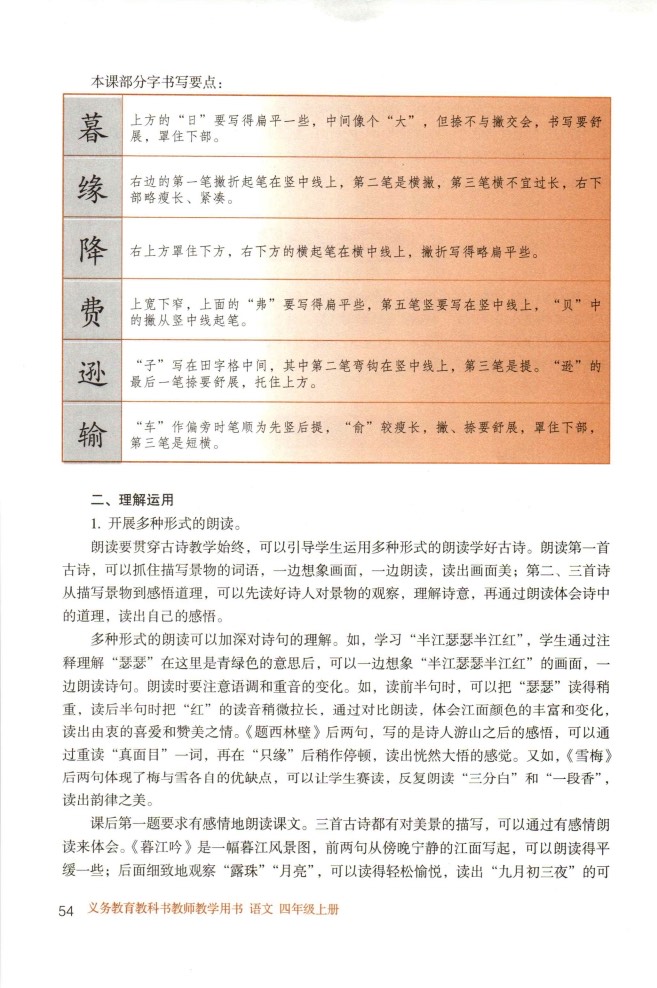 本课部分字书写要点：
暮
上方的“日”要写得扁平一些，中间像个“大”，但捺不与撇交会，书写要舒
展，罩住下部。
缘
右边的第一笔撇折起笔在竖中线上，第二笔是横撇，第三笔横不宜过长，右下
部略瘦长、紧凑。
降
右上方罩住下方，右下方的横起笔在横中线上，撇折写得略扁平些。
费
上宽下窄，上面的“弗”要写得扁平些，第五笔竖要写在竖中线上，“贝”中
的撇从竖中线起笔。
逊
“子”写在田字格中间，其中第二笔弯钩在竖中线上，第三笔是提。“逊”的
最后一笔捺要舒展，托住上方。
输
“车”作偏旁时笔顺为先竖后提，“俞”较瘦长，撇、捺要舒展，罩住下部，
第三笔是短横。
二、理解运用
1. 开展多种形式的朗读。
朗读要贯穿古诗教学始终，可以引导学生运用多种形式的朗读学好古诗。朗读第一首
古诗，可以抓住描写景物的词语，一边想象画面，一边朗读，读出画面美；第二、三首诗
从描写景物到感悟道理，可以先读好诗人对景物的观察，理解诗意，再通过朗读体会诗中
的道理，读出自己的感悟。
多种形式的朗读可以加深对诗句的理解。如，学习“半江瑟瑟半江红”，学生通过注
释理解“瑟瑟”在这里是青绿色的意思后，可以一边想象“半江瑟瑟半江红”的画面，一
边朗读诗句。朗读时要注意语调和重音的变化。如，读前半句时，可以把“瑟瑟”读得稍
重，读后半句时把“红”的读音稍微拉长，通过对比朗读，体会江面颜色的丰富和变化，
读出由衷的喜爱和赞美之情。《题西林壁》后两句，写的是诗人游山之后的感悟，可以通
过重读“真面目”一词，再在“只缘”后稍作停顿，读出恍然大悟的感觉。又如，《雪梅》
后两句体现了梅与雪各自的优缺点，可以让学生赛读，反复朗读“三分白”和“一段香”，
读出韵律之美。
课后第一题要求有感情地朗读课文。三首古诗都有对美景的描写，可以通过有感情朗
读来体会。《暮江吟》是一幅暮江风景图，前两句从傍晚宁静的江面写起，可以朗读得平
缓一些；后面细致地观察“露珠”“月亮”，可以读得轻松愉悦，读出“九月初三夜”的可
54 义务教育教科书教师教学用书 语文 四年级上册